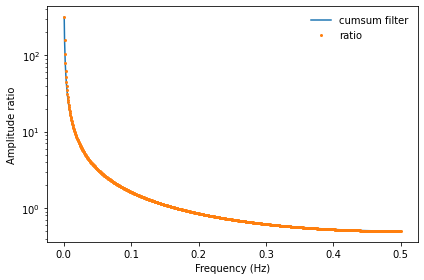 cumsum filter
ratio
Amplitude ratio
10²
10¹
10⁰
0.0 0.1 0.2 0.3 0.4 0.5
Frequency (Hz)